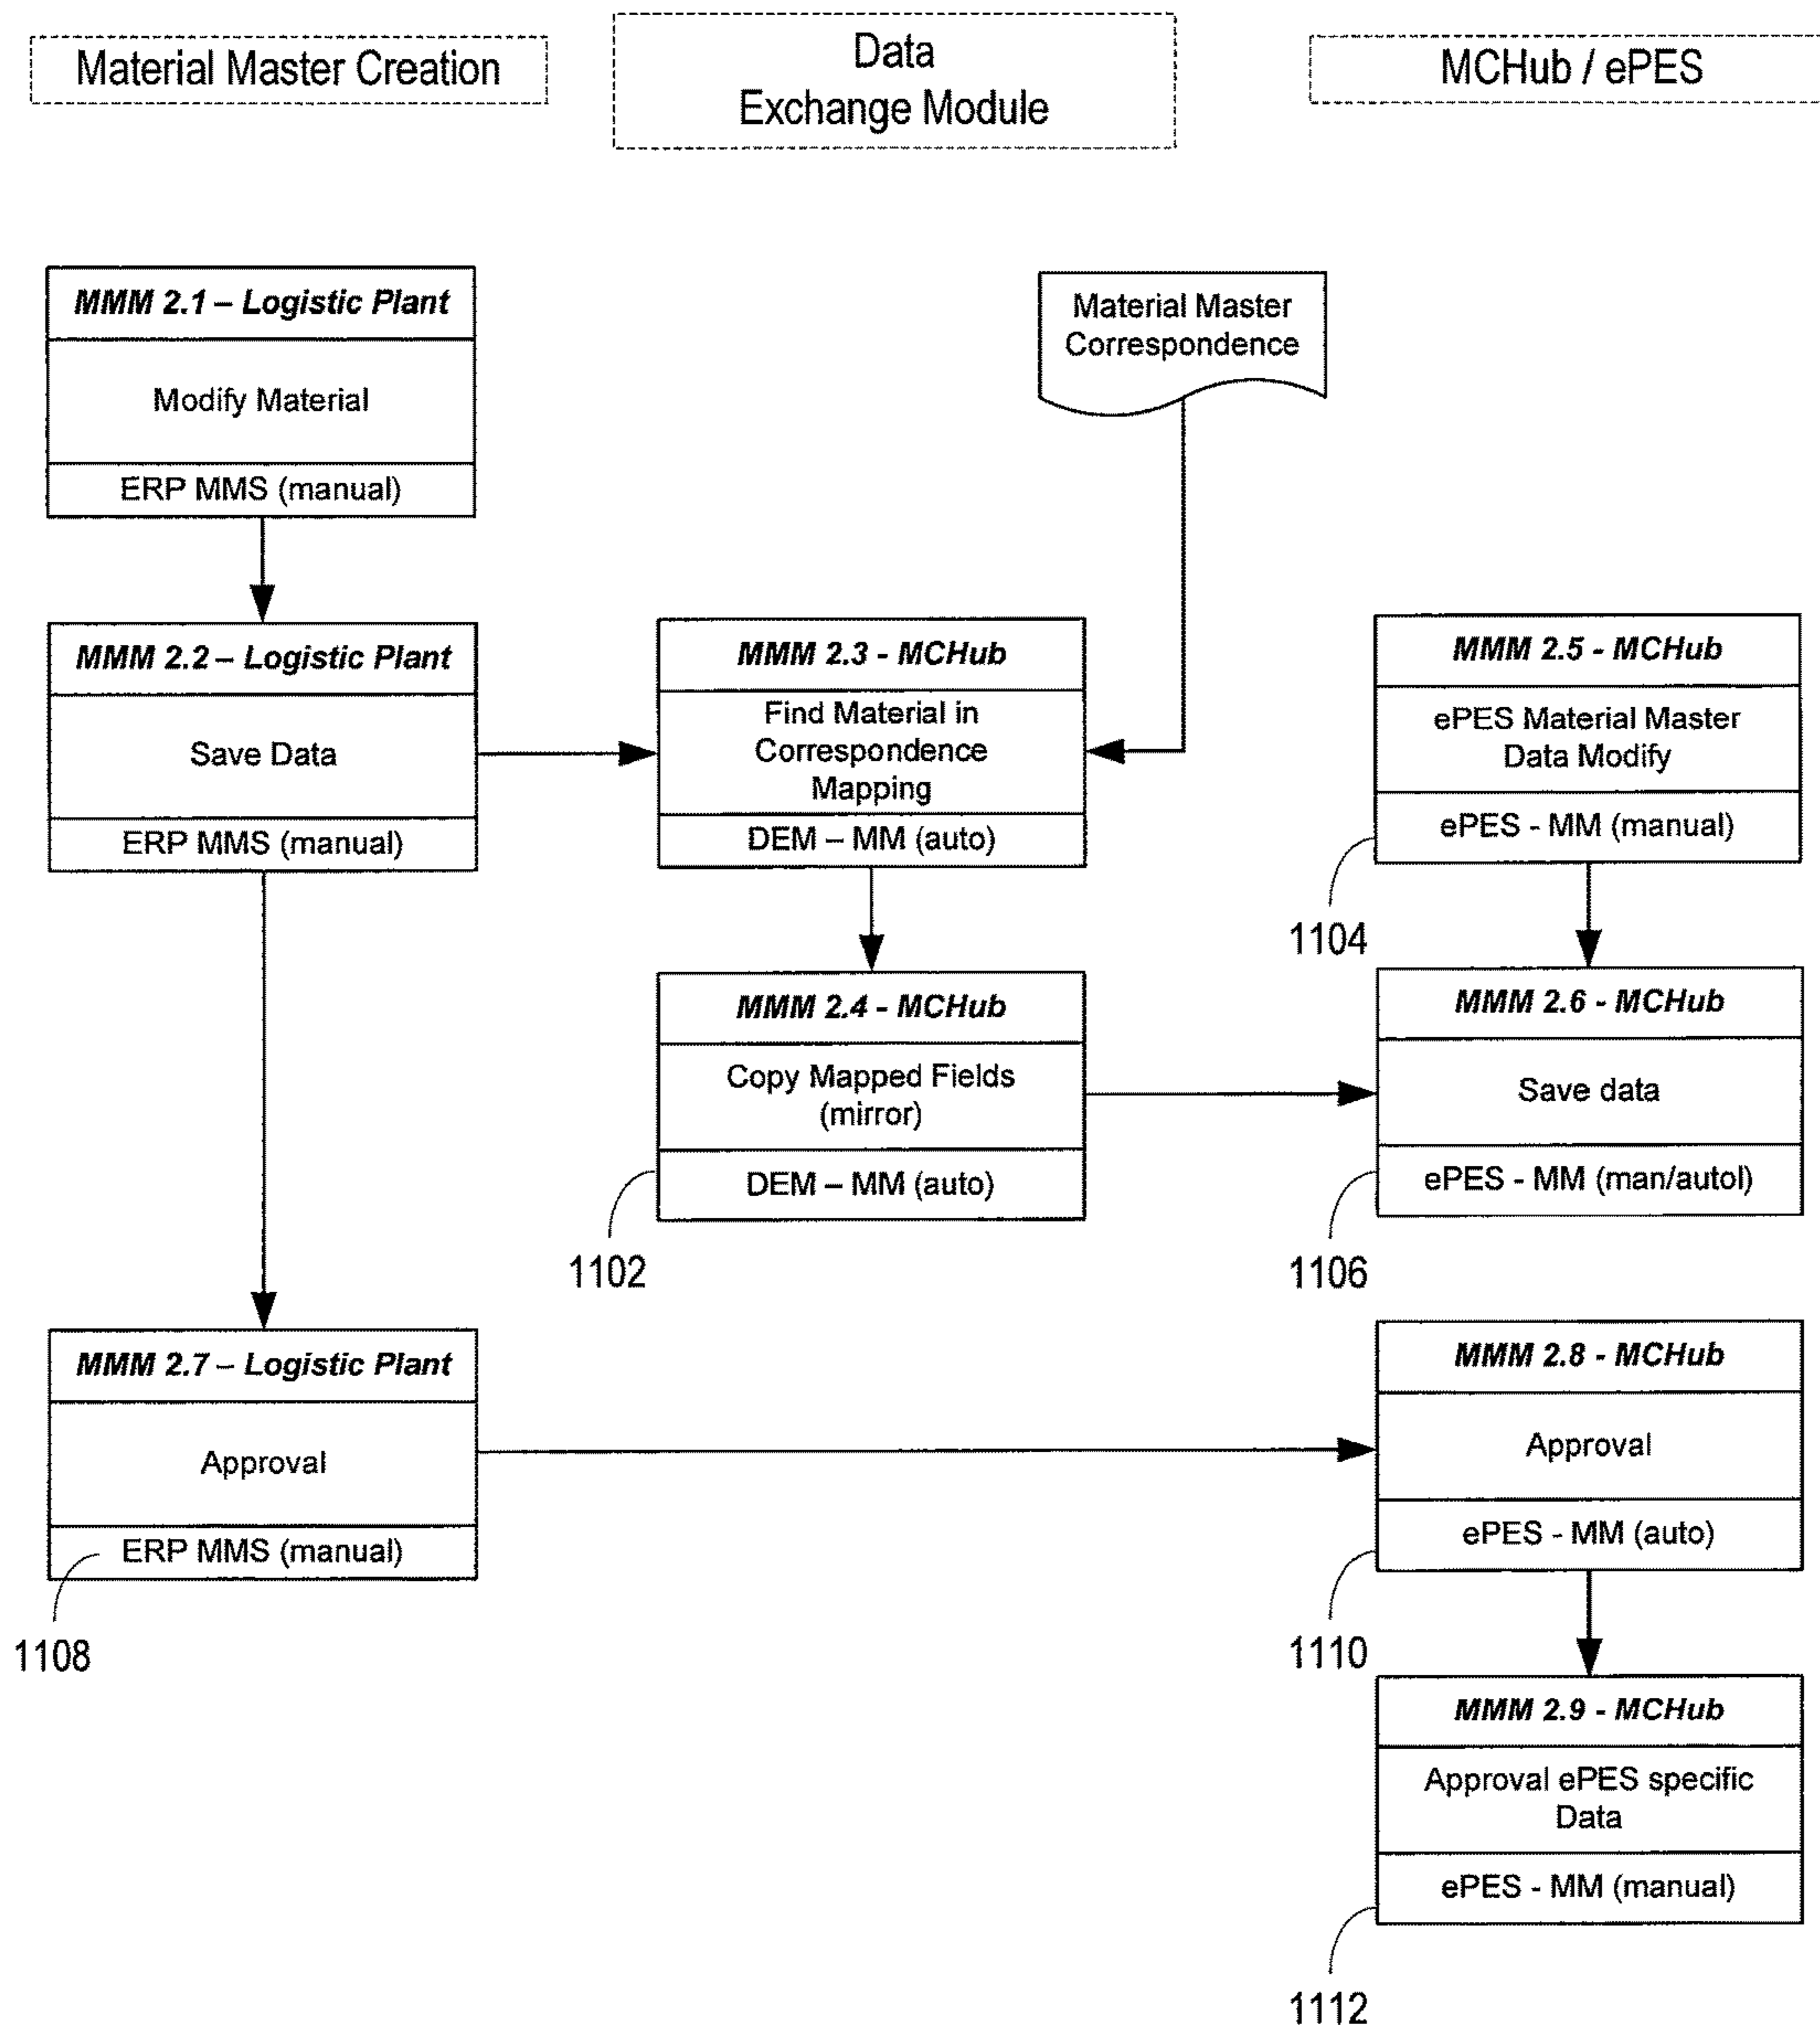 Material Master Creation
Data
Exchange Module
MCHub / ePES
MMM 2.1 – Logistic Plant
Modify Material
ERP MMS (manual)
Material Master
Correspondence
MMM 2.2 – Logistic Plant
Save Data
ERP MMS (manual)
MMM 2.3 - MCHub
Find Material in
Correspondence
Mapping
DEM – MM (auto)
MMM 2.5 - MCHub
ePES Material Master
Data Modify
ePES - MM (manual)
1104
MMM 2.4 - MCHub
Copy Mapped Fields
(mirror)
DEM – MM (auto)
1102
MMM 2.6 - MCHub
Save data
ePES - MM (man/autol)
1106
MMM 2.7 – Logistic Plant
Approval
ERP MMS (manual)
1108
MMM 2.8 - MCHub
Approval
ePES - MM (auto)
1110
MMM 2.9 - MCHub
Approval ePES specific
Data
ePES - MM (manual)
1112